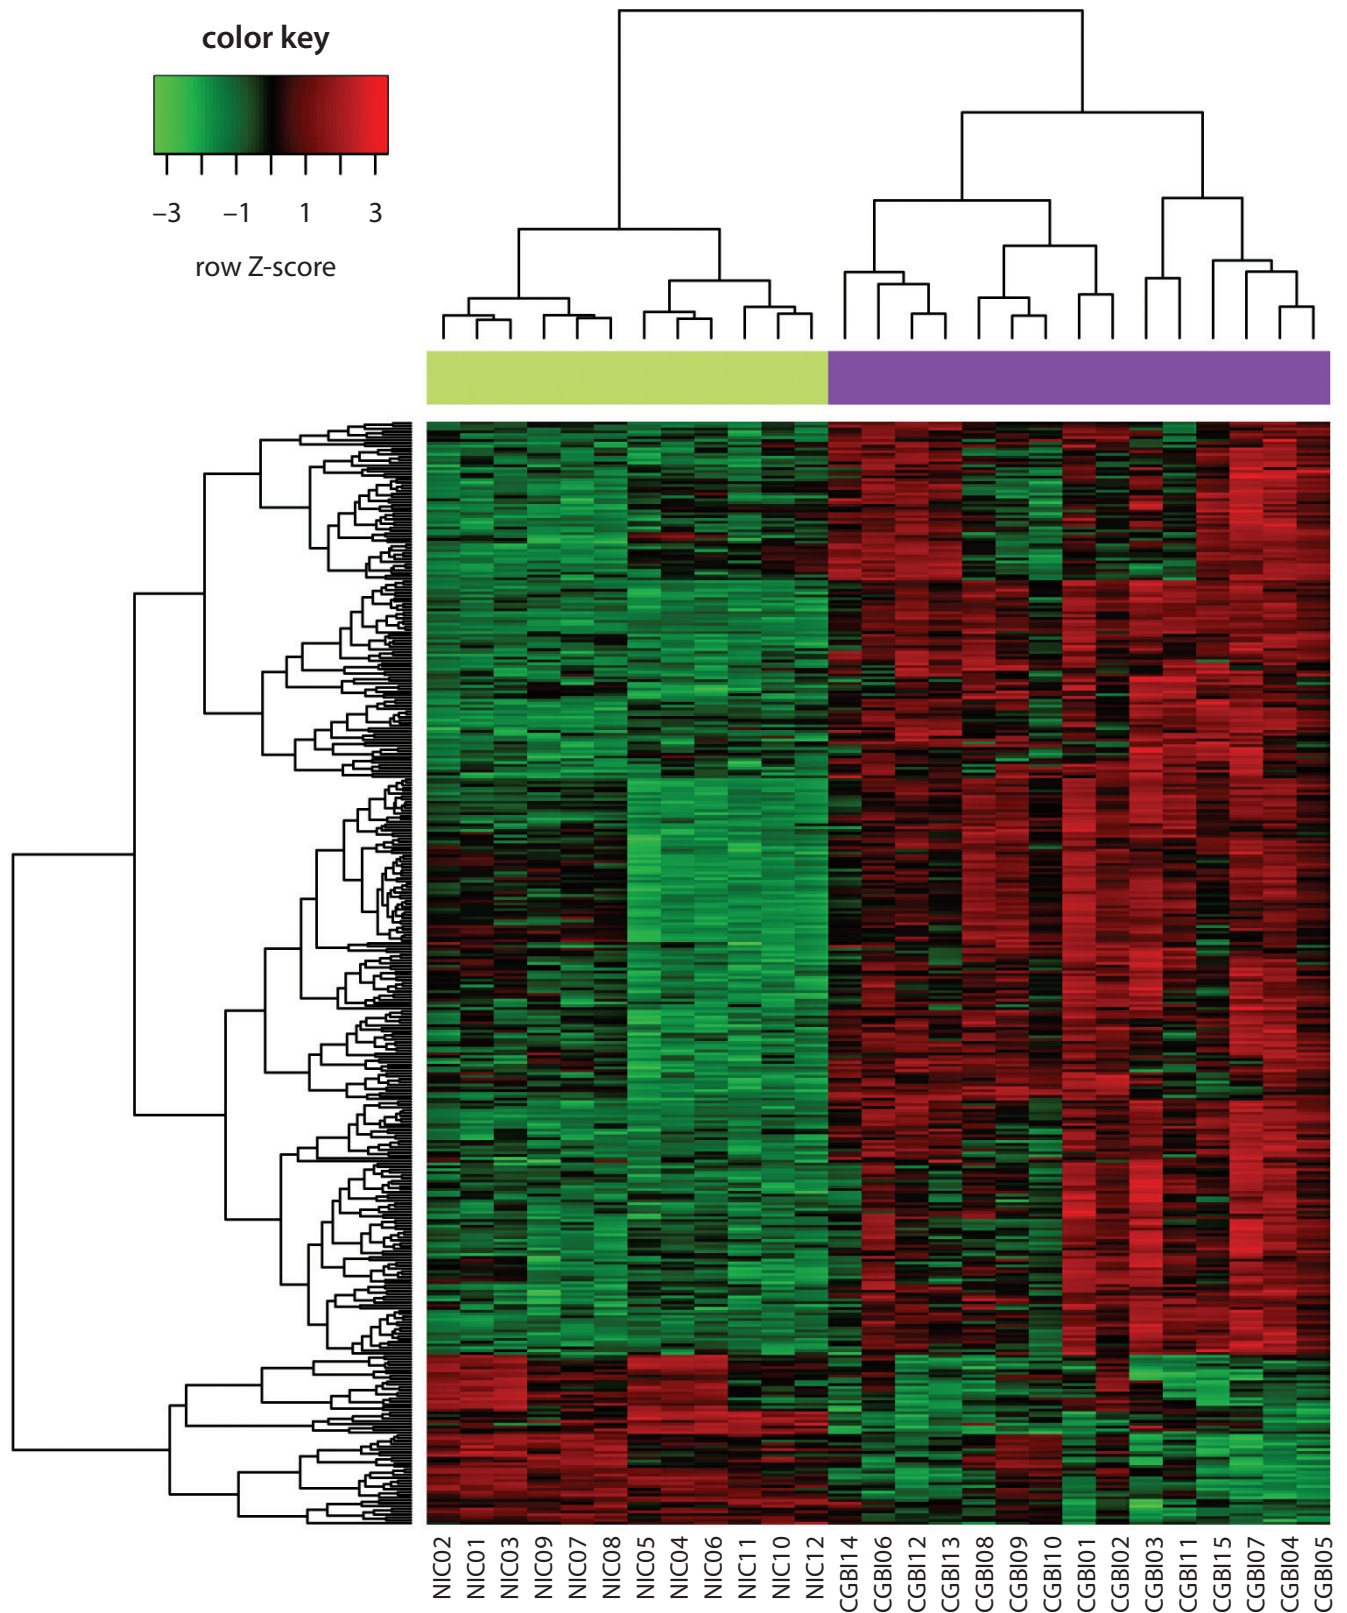 color key
−3 −1 1 3
row Z-score
NIC02
NIC01
NIC03
NIC09
NIC07
NIC08
NIC05
NIC04
NIC06
NIC11
NIC10
NIC12
CGBI14
CGBI06
CGBI12
CGBI13
CGBI08
CGBI09
CGBI10
CGBI01
CGBI02
CGBI03
CGBI11
CGBI15
CGBI07
CGBI04
CGBI05